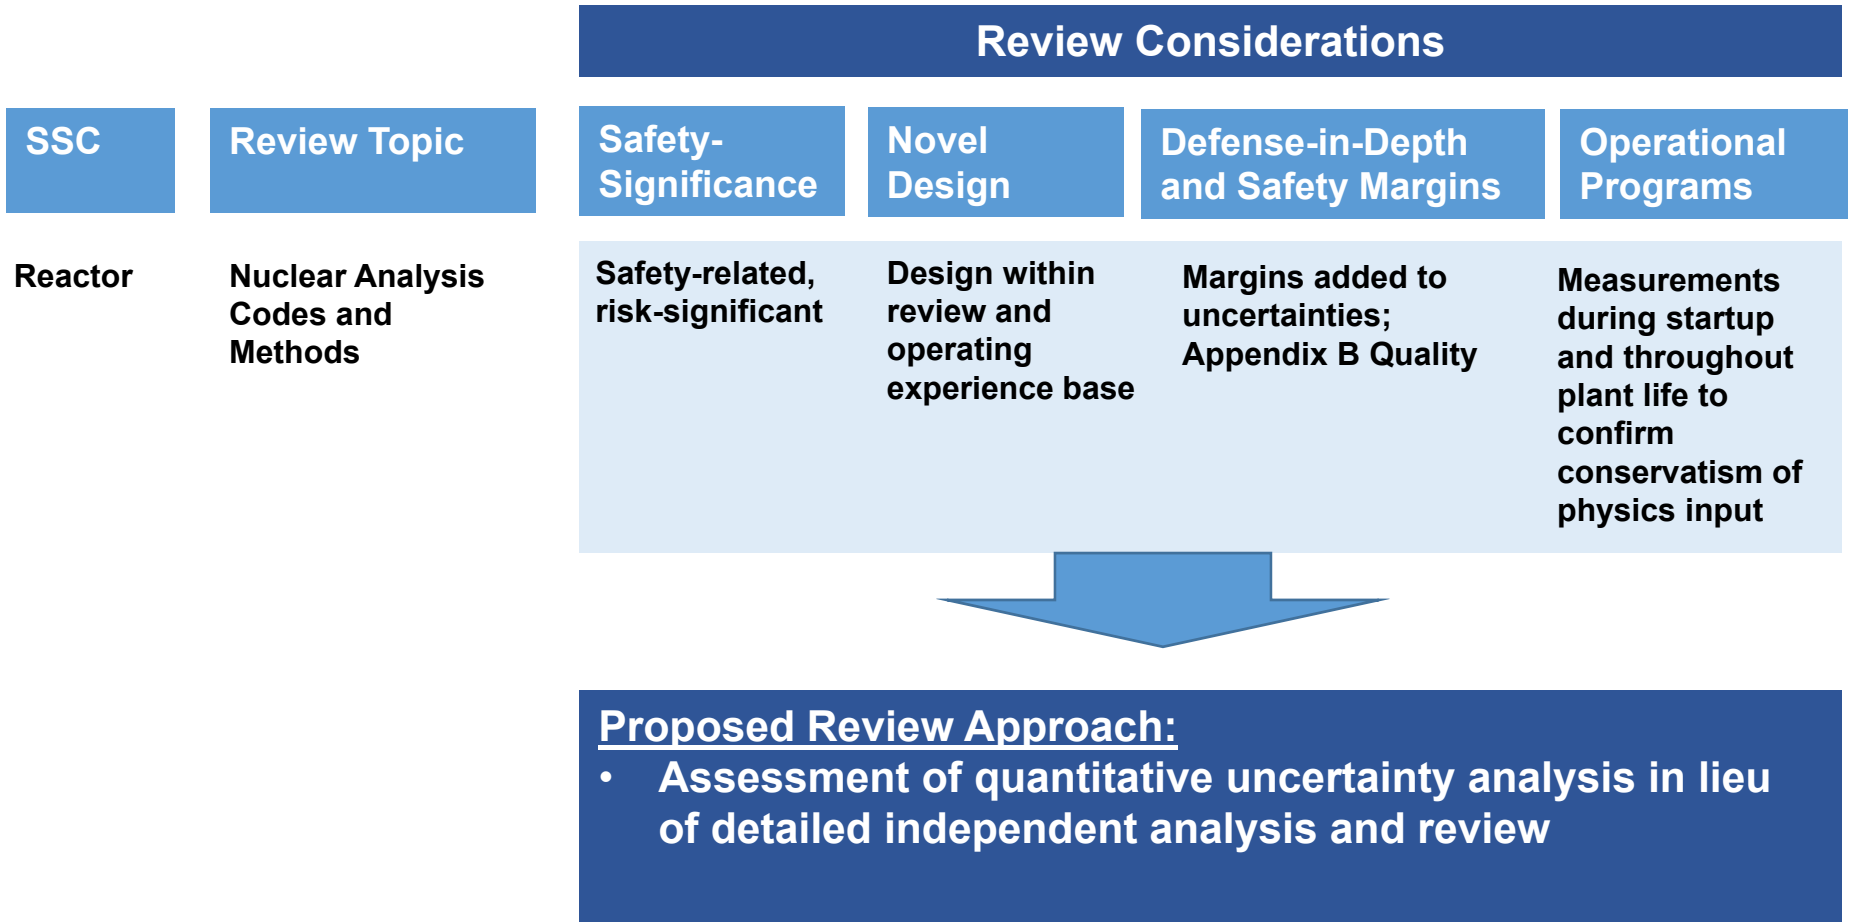 Review Considerations
SSC
Review Topic
Safety-
Significance
Novel
Design
Defense-in-Depth
and Safety Margins
Operational
Programs
Reactor
Nuclear Analysis
Codes and
Methods
Safety-related,
risk-significant
Design within
review and
operating
experience base
Margins added to
uncertainties;
Appendix B Quality
Measurements
during startup
and throughout
plant life to
confirm
conservatism of
physics input
Proposed Review Approach:
• Assessment of quantitative uncertainty analysis in lieu
of detailed independent analysis and review